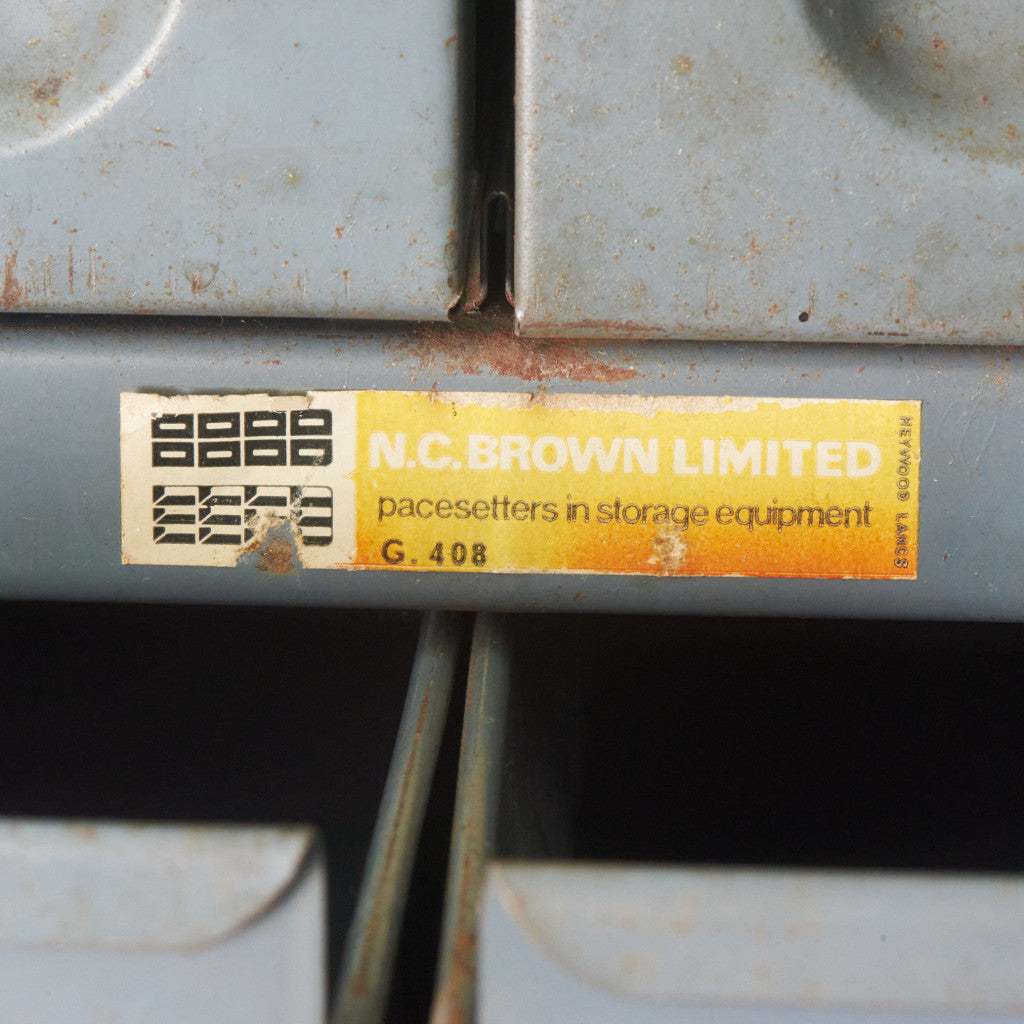 N.C.BROWN LIMITED
pacesetters in storage equipment
G. 408
HEYWOOD LANCS